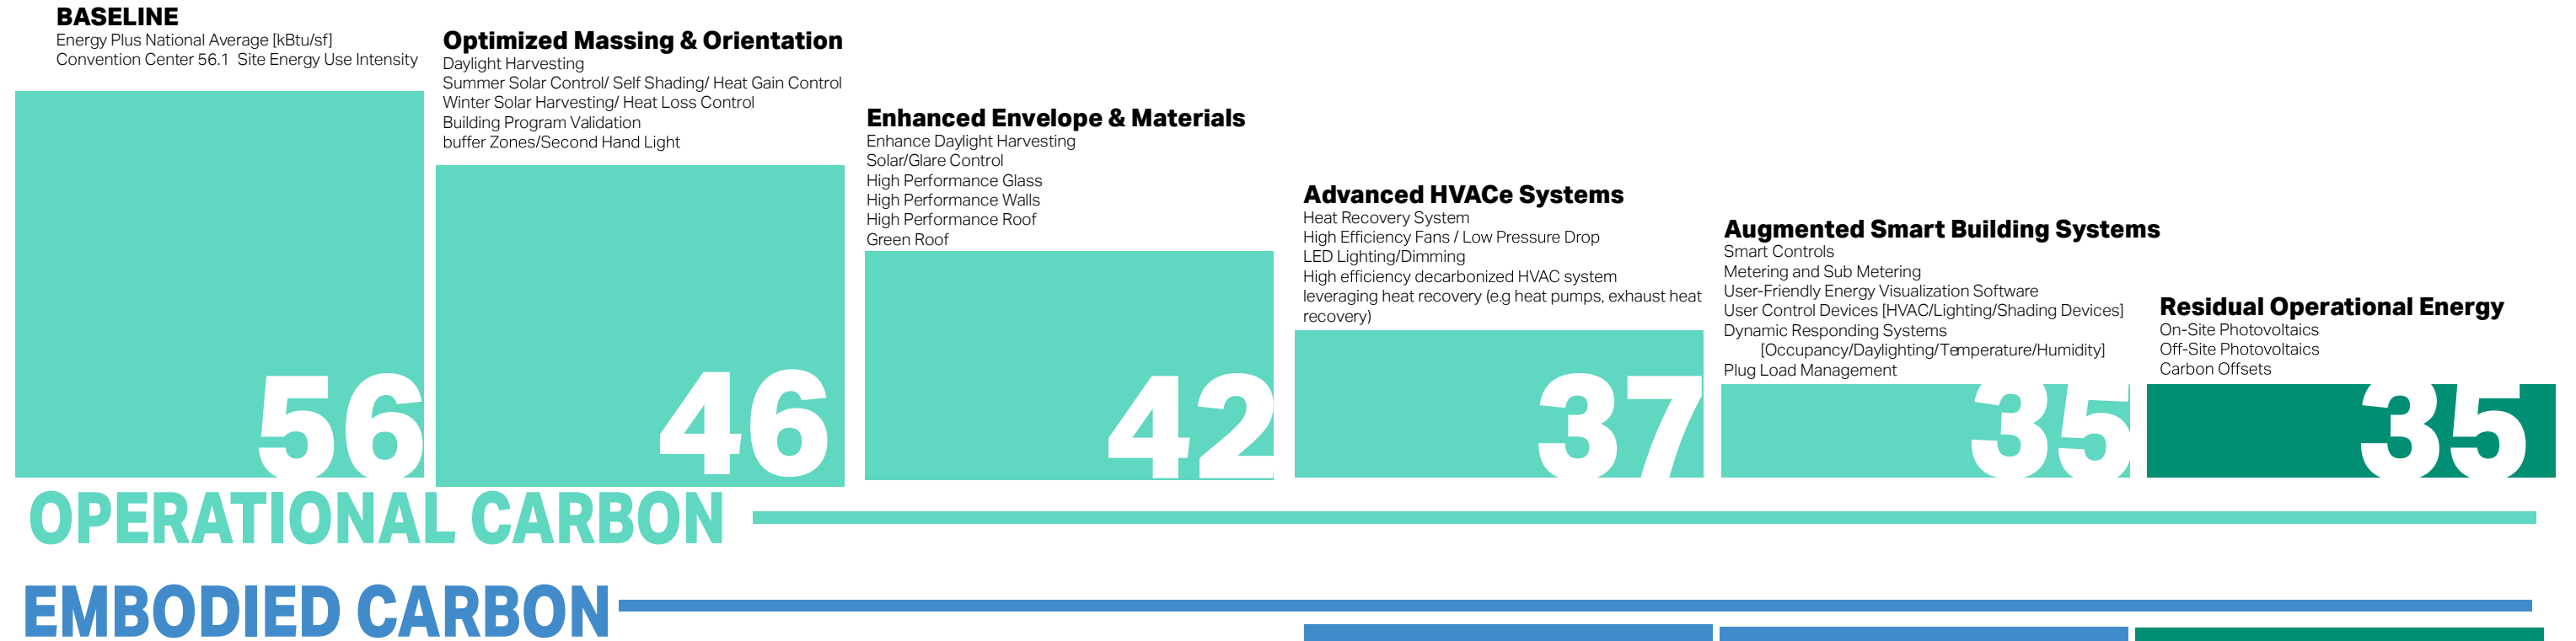 BASELINE
Energy Plus National Average [kBtu/sf]
Convention Center 56.1 Site Energy Use Intensity
56
Optimized Massing & Orientation
Daylight Harvesting
Summer Solar Control/ Self Shading/ Heat Gain Control
Winter Solar Harvesting/ Heat Loss Control
Building Program Validation
buffer Zones/Second Hand Light
46
Enhanced Envelope & Materials
Enhance Daylight Harvesting
Solar/Glare Control
High Performance Glass
High Performance Walls
High Performance Roof
Green Roof
42
Advanced HVACe Systems
Heat Recovery System
High Efficiency Fans / Low Pressure Drop
LED Lighting/Dimming
High efficiency decarbonized HVAC system
leveraging heat recovery (e.g heat pumps, exhaust heat
recovery)
37
Augmented Smart Building Systems
Smart Controls
Metering and Sub Metering
User-Friendly Energy Visualization Software
User Control Devices [HVAC/Lighting/Shading Devices]
Dynamic Responding Systems
[Occupancy/Daylighting/Temperature/Humidity]
Plug Load Management
35
Residual Operational Energy
On-Site Photovoltaics
Off-Site Photovoltaics
Carbon Offsets
35
OPERATIONAL CARBON
EMBODIED CARBON